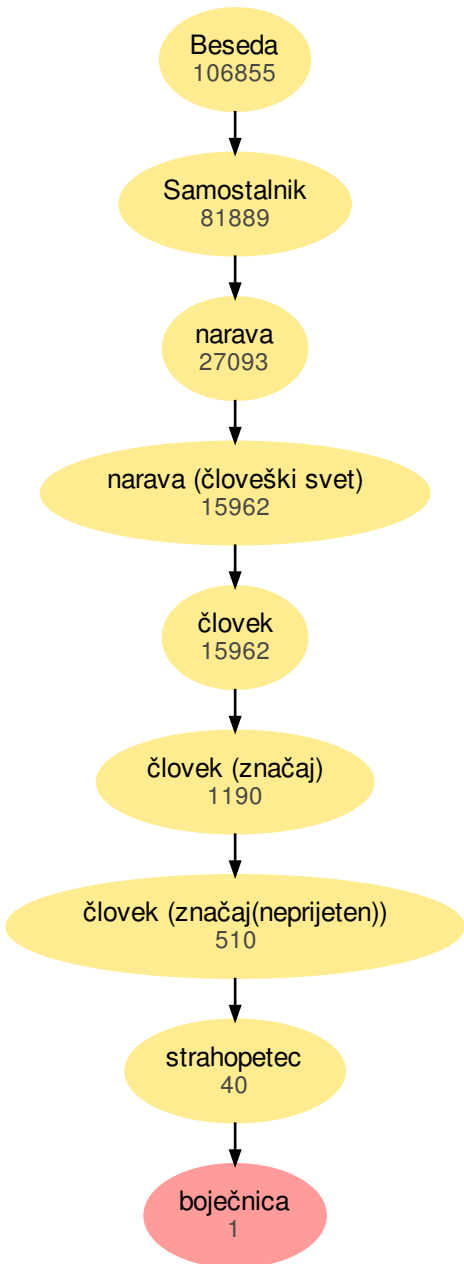 Beseda
106855
Samostalnik
81889
narava
27093
narava (človeški svet)
15962
človek
15962
človek (značaj)
1190
človek (značaj(neprijeten))
510
strahopetec
40
boječnica
1